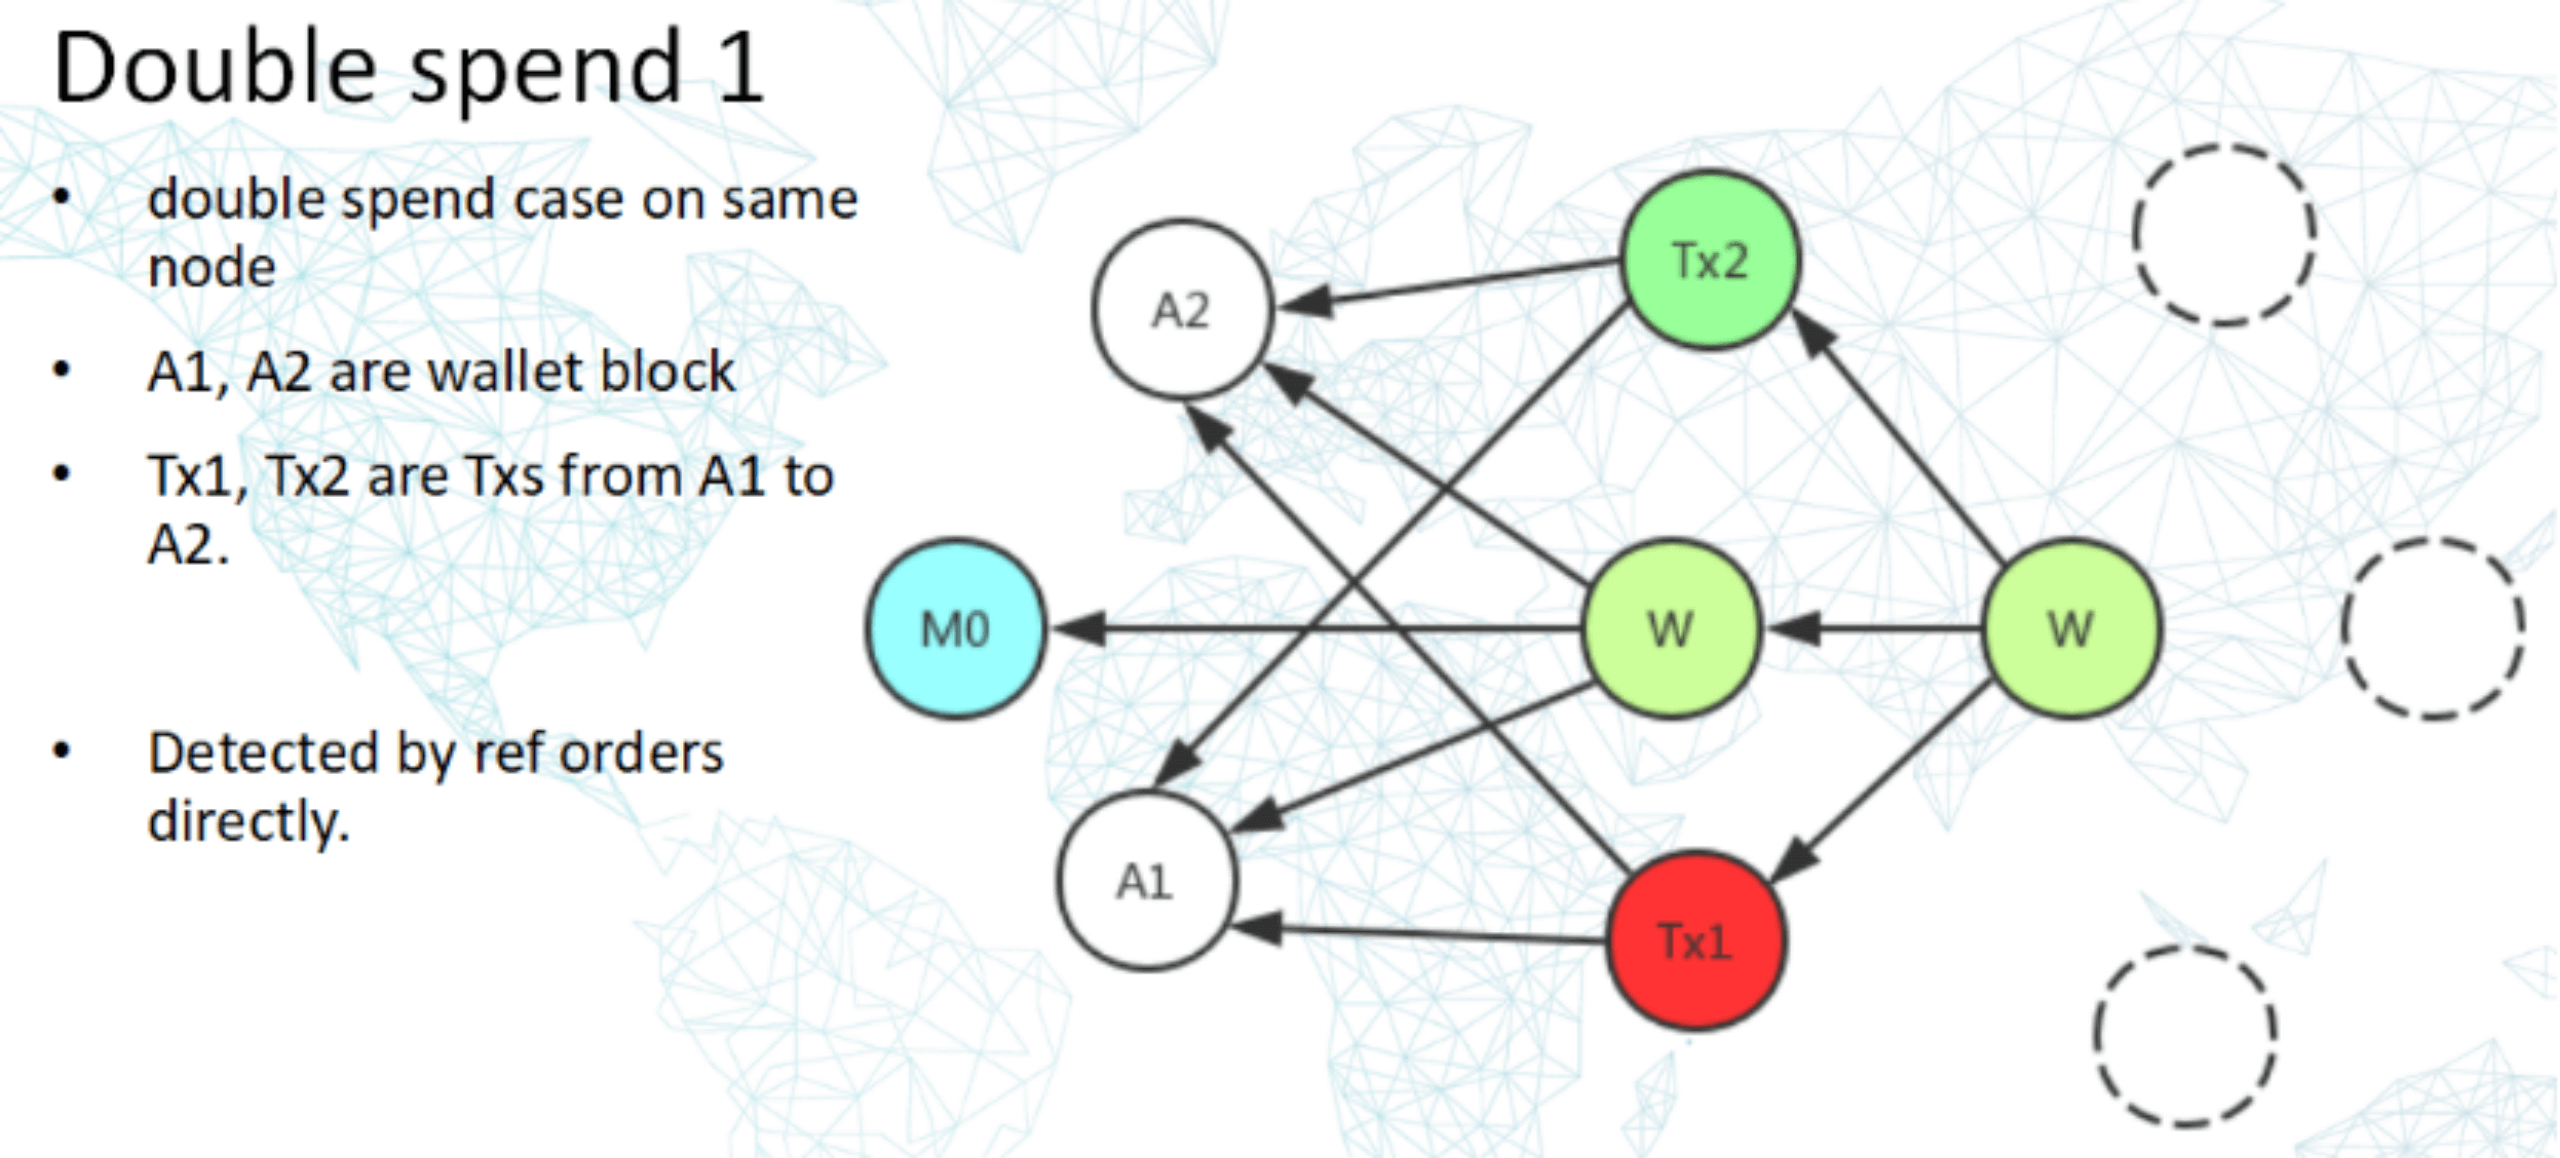 Double spend 1
• double spend case on same
node
• A1, A2 are wallet block
• Tx1, Tx2 are Txs from A1 to
A2.
• Detected by ref orders
directly.
Tx2
A2
M0
W
W
A1
Tx1